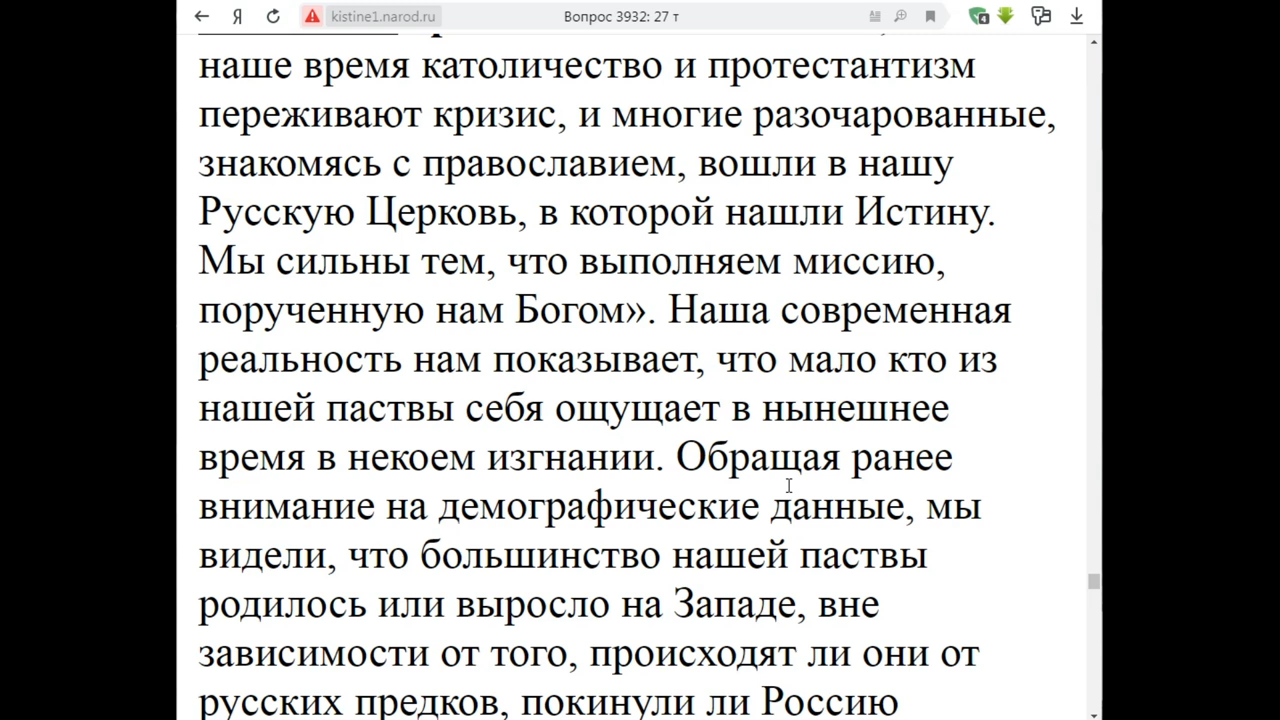 Я
kistine1.narod.ru
Вопрос 3932: 27 т
4
наше время католичество и протестантизм
переживают кризис, и многие разочарованные,
знакомясь с православием, вошли в нашу
Русскую Церковь, в которой нашли Истину.
Мы сильны тем, что выполняем миссию,
порученную нам Богом». Наша современная
реальность нам показывает, что мало кто из
нашей паствы себя ощущает в нынешнее
время в некоем изгнании. Обращая ранее
внимание на демографические данные, мы
видели, что большинство нашей паствы
родилось или выросло на Западе, вне
зависимости от того, происходят ли они от
русских предков, покинули ли Россию